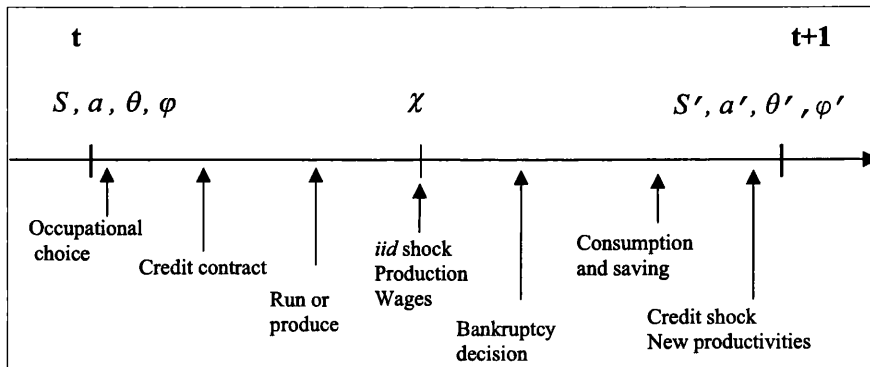 t
t+1
S, a, θ, φ
χ
S′, a′, θ′, φ′
Occupational
choice
Credit contract
Run or
produce
iid shock
Production
Wages
Bankruptcy
decision
Consumption
and saving
Credit shock
New productivities